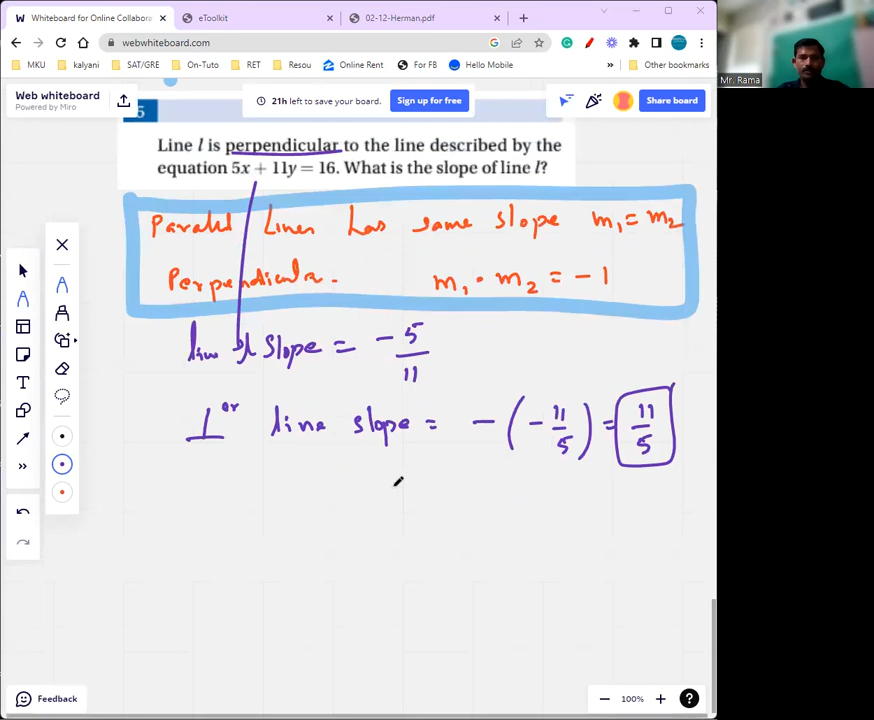 Whiteboard for Online Collabora
eToolkit
02-12-Herman.pdf
webwhiteboard.com
MKU
kalyani
SAT/GRE
On-Tuto
RET
Resou
Online Rent
For FB
Hello Mobile
»
Other bookmarks
Mr. Rama
Web whiteboard
Powered by Miro
21h left to save your board.
Sign up for free
Share board
5
Line l is perpendicular to the line described by the
equation 5x + 11y = 16. What is the slope of line l?
Parallel Lines has same slope m₁ = m₂
Perpendicular. m₁ · m₂ = -1
line slope = -5/11
⊥ar line slope = -(-11/5) = 11/5
Feedback
100%